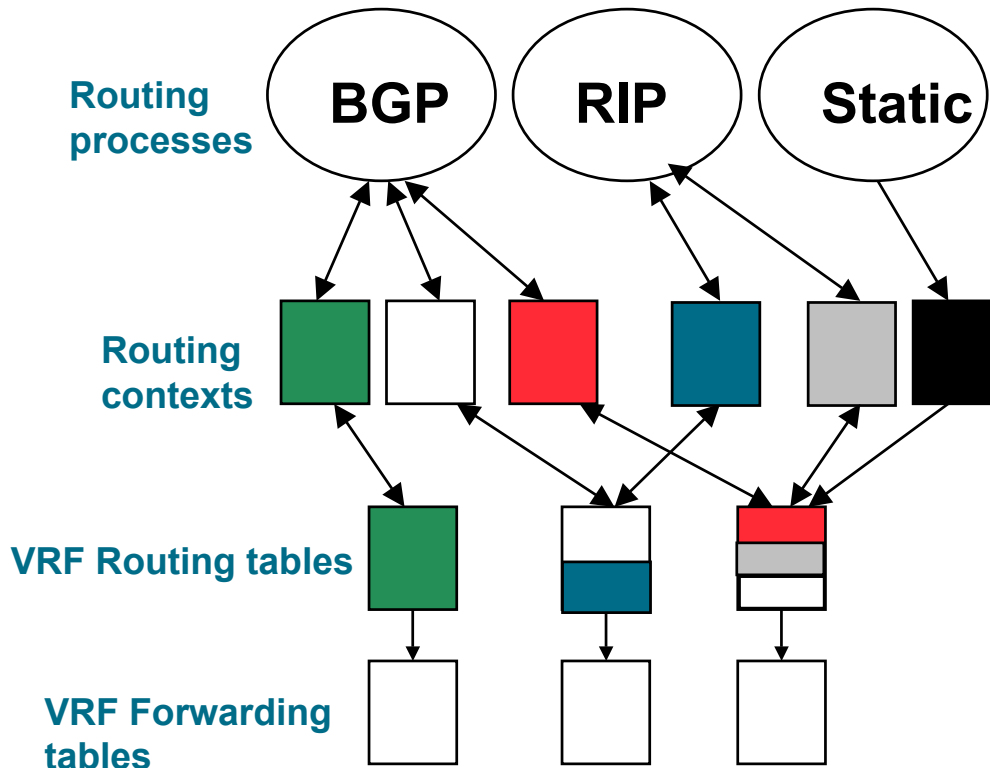 Routing
processes
BGP
RIP
Static
Routing
contexts
VRF Routing tables
VRF Forwarding
tables